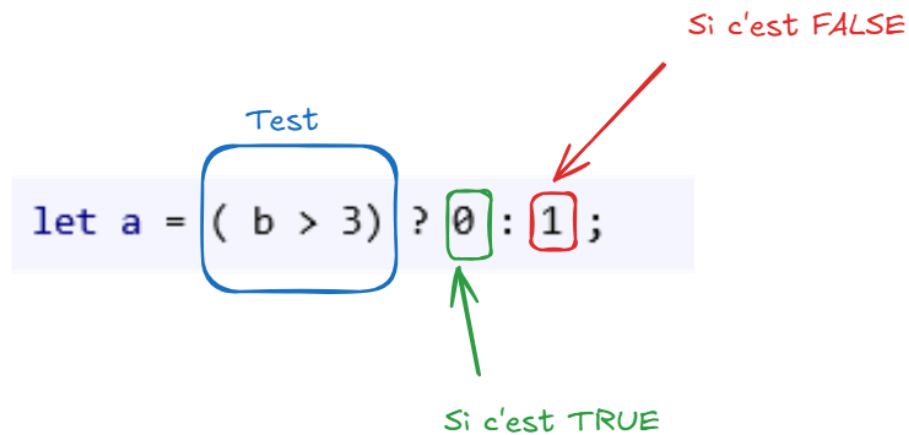 Si c'est FALSE
Test
let a = ( b > 3) ? 0 : 1 ;
Si c'est TRUE